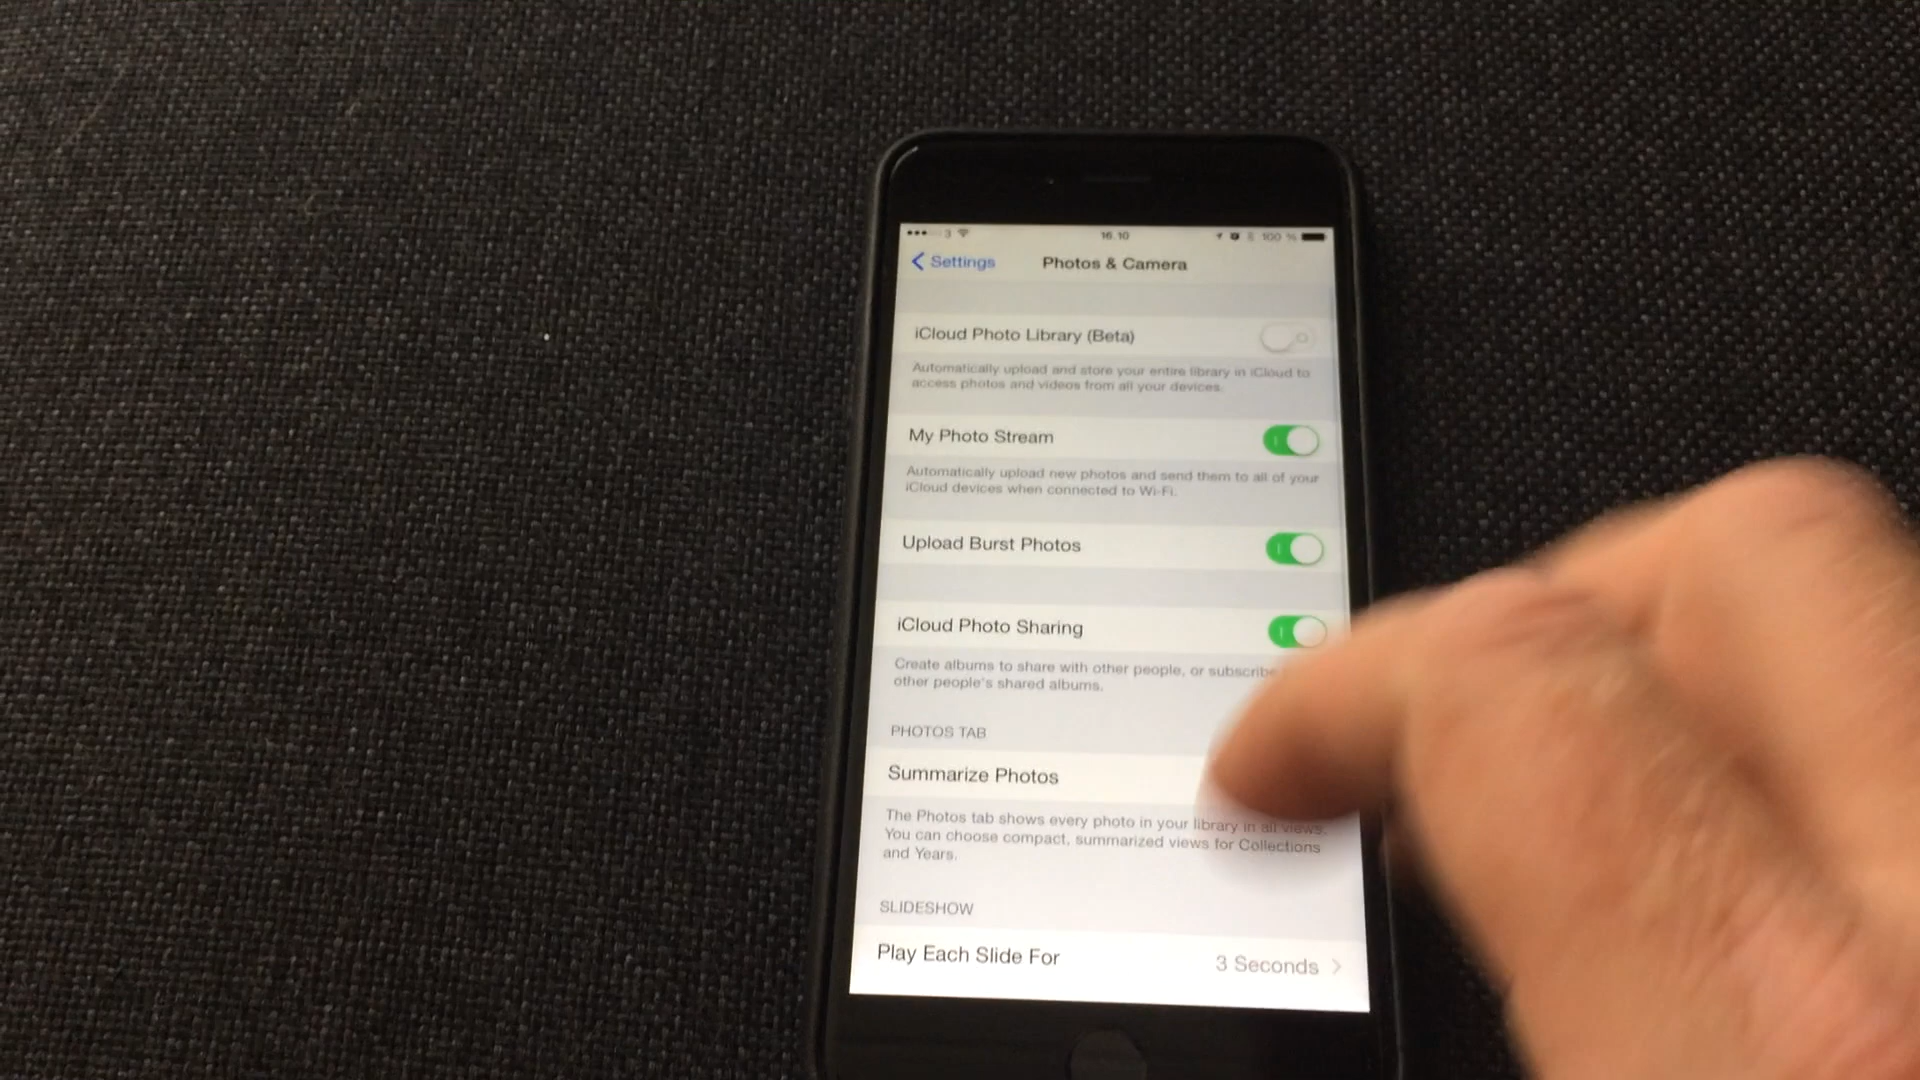 3 16.10 100 %
Settings Photos & Camera
iCloud Photo Library (Beta)
Automatically upload and store your entire library in iCloud to
access photos and videos from all your devices.
My Photo Stream
Automatically upload new photos and send them to all of your
iCloud devices when connected to Wi-Fi.
Upload Burst Photos
iCloud Photo Sharing
Create albums to share with other people, or subscribe
other people's shared albums.
PHOTOS TAB
Summarize Photos
The Photos tab shows every photo in your library in all views.
You can choose compact, summarized views for Collections
and Years.
SLIDESHOW
Play Each Slide For 3 Seconds